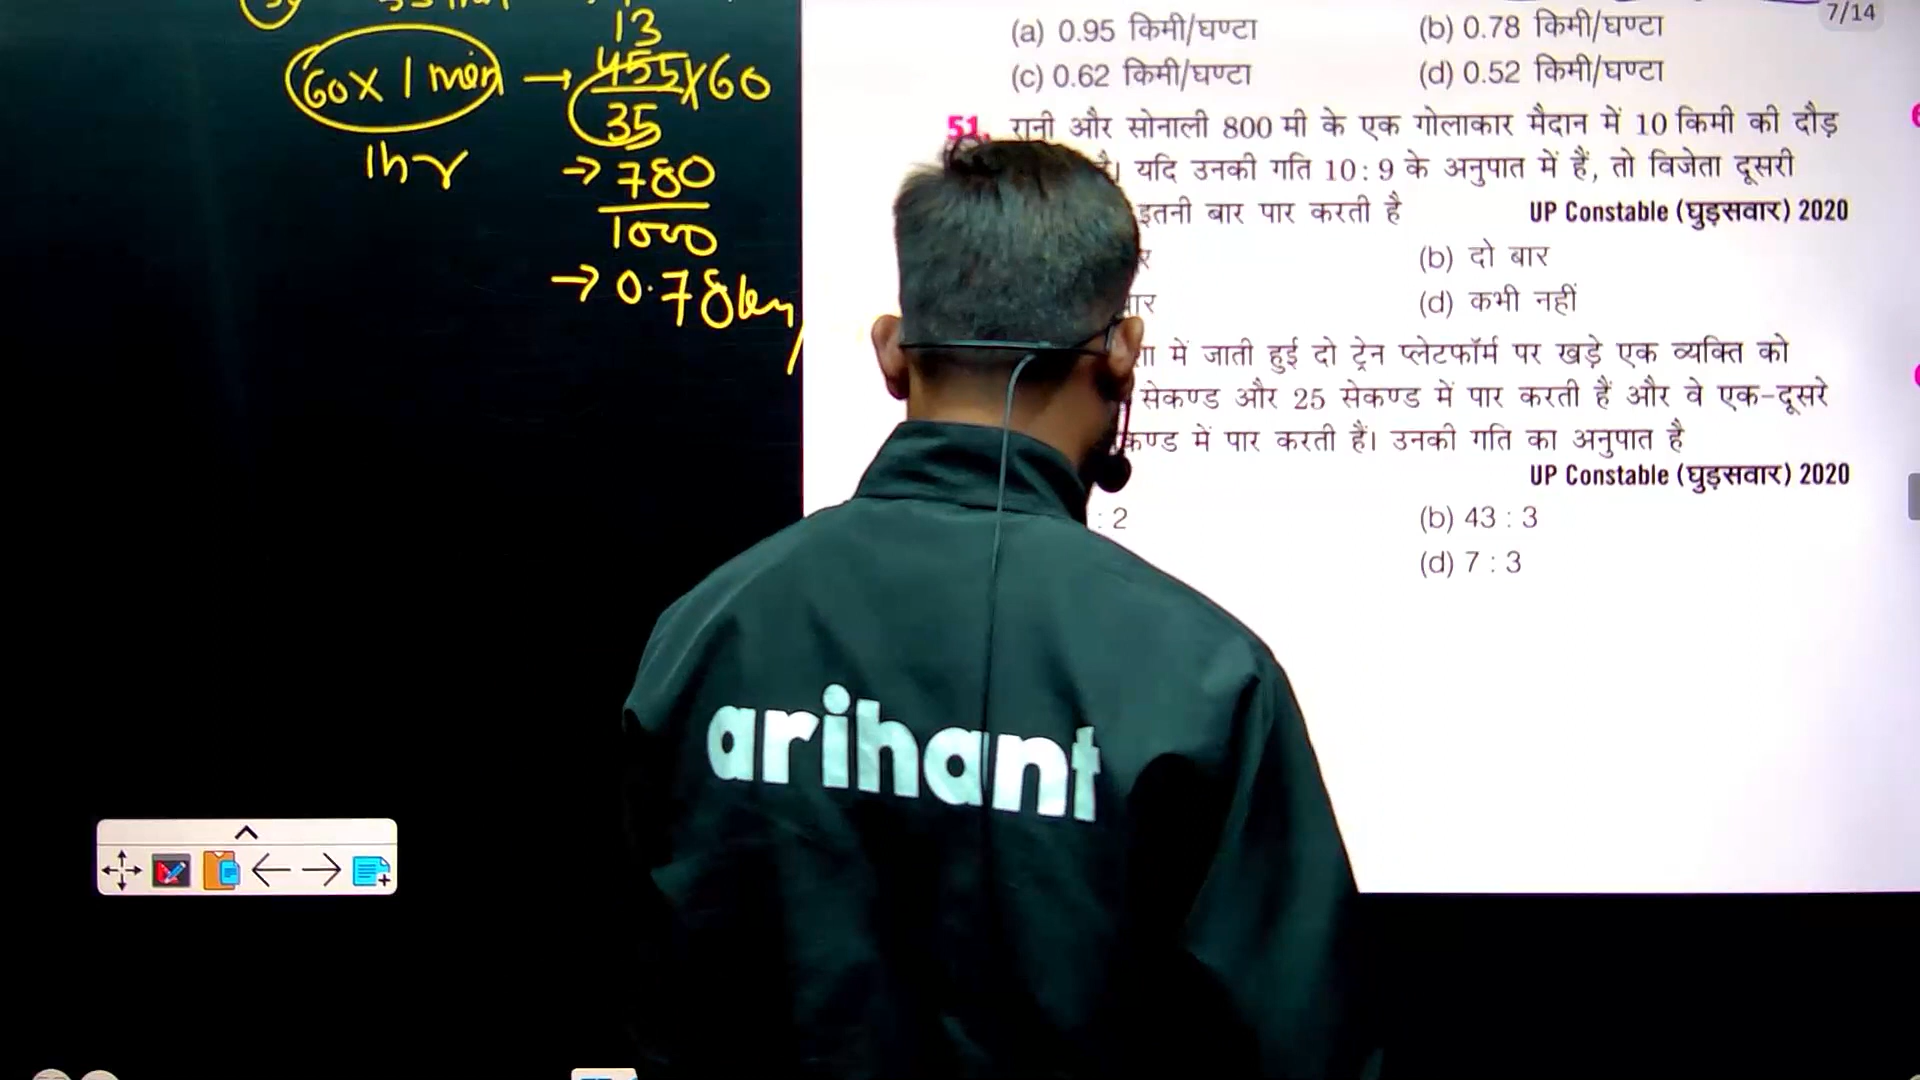 13
60 x 1 min → 455 x 60
35
1hr
→ 780
1000
→ 0.78 km/
7/14
(a) 0.95 किमी/घण्टा (b) 0.78 किमी/घण्टा
(c) 0.62 किमी/घण्टा (d) 0.52 किमी/घण्टा
51. रानी और सोनाली 800 मी के एक गोलाकार मैदान में 10 किमी की दौड़
यदि उनकी गति 10 : 9 के अनुपात में हैं, तो विजेता दूसरी
इतनी बार पार करती है UP Constable (घुड़सवार) 2020
(b) दो बार
(d) कभी नहीं
में जाती हुई दो ट्रेन प्लेटफॉर्म पर खड़े एक व्यक्ति को
सेकण्ड और 25 सेकण्ड में पार करती हैं और वे एक-दूसरे
में पार करती हैं। उनकी गति का अनुपात है
UP Constable (घुड़सवार) 2020
: 2 (b) 43 : 3
(d) 7 : 3
arihant